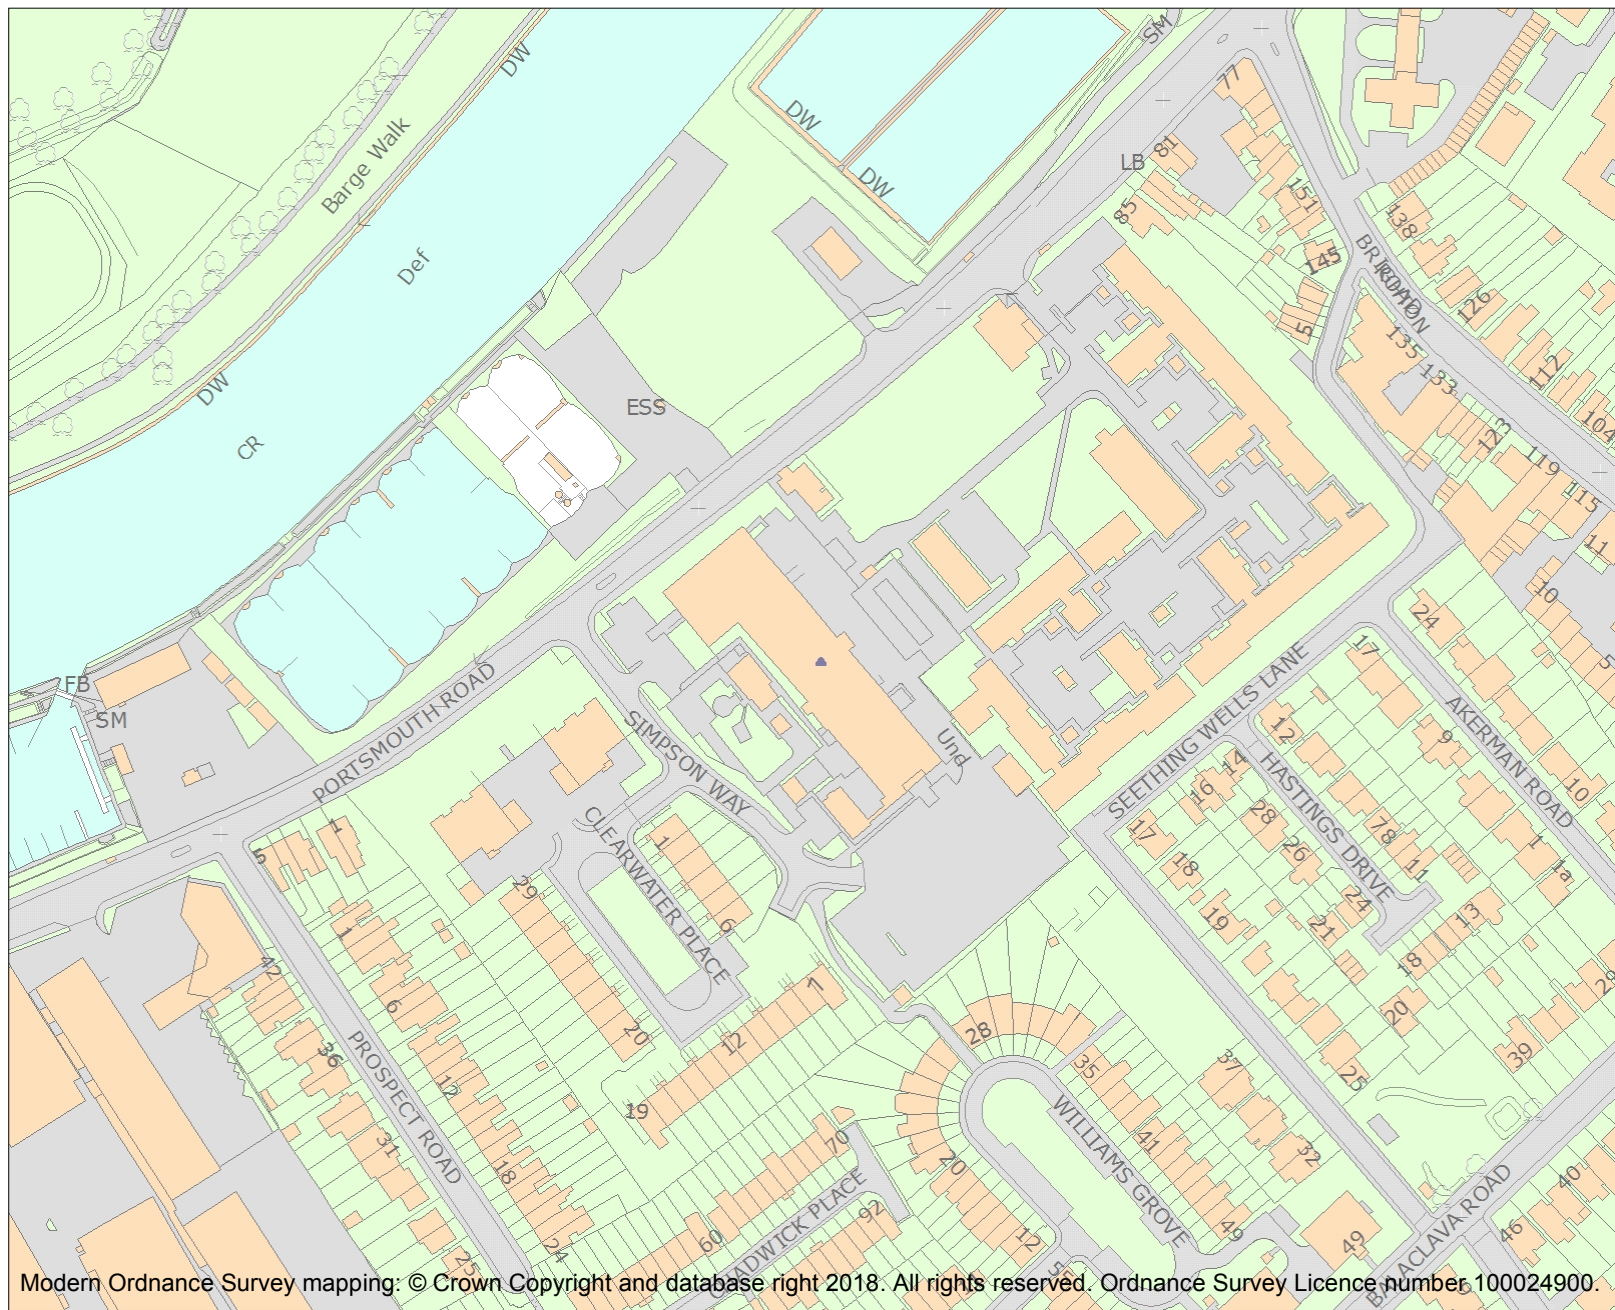 SM
DW
77
Barge Walk
DW
81
LB
DW
151
85
138
BRIGHTON
ROAD
145
Def
126
5
135
112
DW
133
ESS
104
123
CR
119
115
11
10
24
17
5
SEETHING WELLS LANE
FB
PORTSMOUTH ROAD
SM
SIMPSON WAY
Und
AKERMAN ROAD
12
9
HASTINGS DRIVE
14
16
10
CLEARWATER PLACE
28
78
17
1
1
5
26
11
1
18
1a
29
24
13
19
6
21
1
42
18
7
29
6
20
28
20
12
36
39
PROSPECT ROAD
35
37
25
12
19
WILLIAMS GROVE
70
41
31
32
20
18
ADWICK PLACE
BALACLAVA ROAD
40
92
49
46
60
12
49
24
25
55
9
Modern Ordnance Survey mapping: © Crown Copyright and database right 2018. All rights reserved. Ordnance Survey Licence number 100024900.